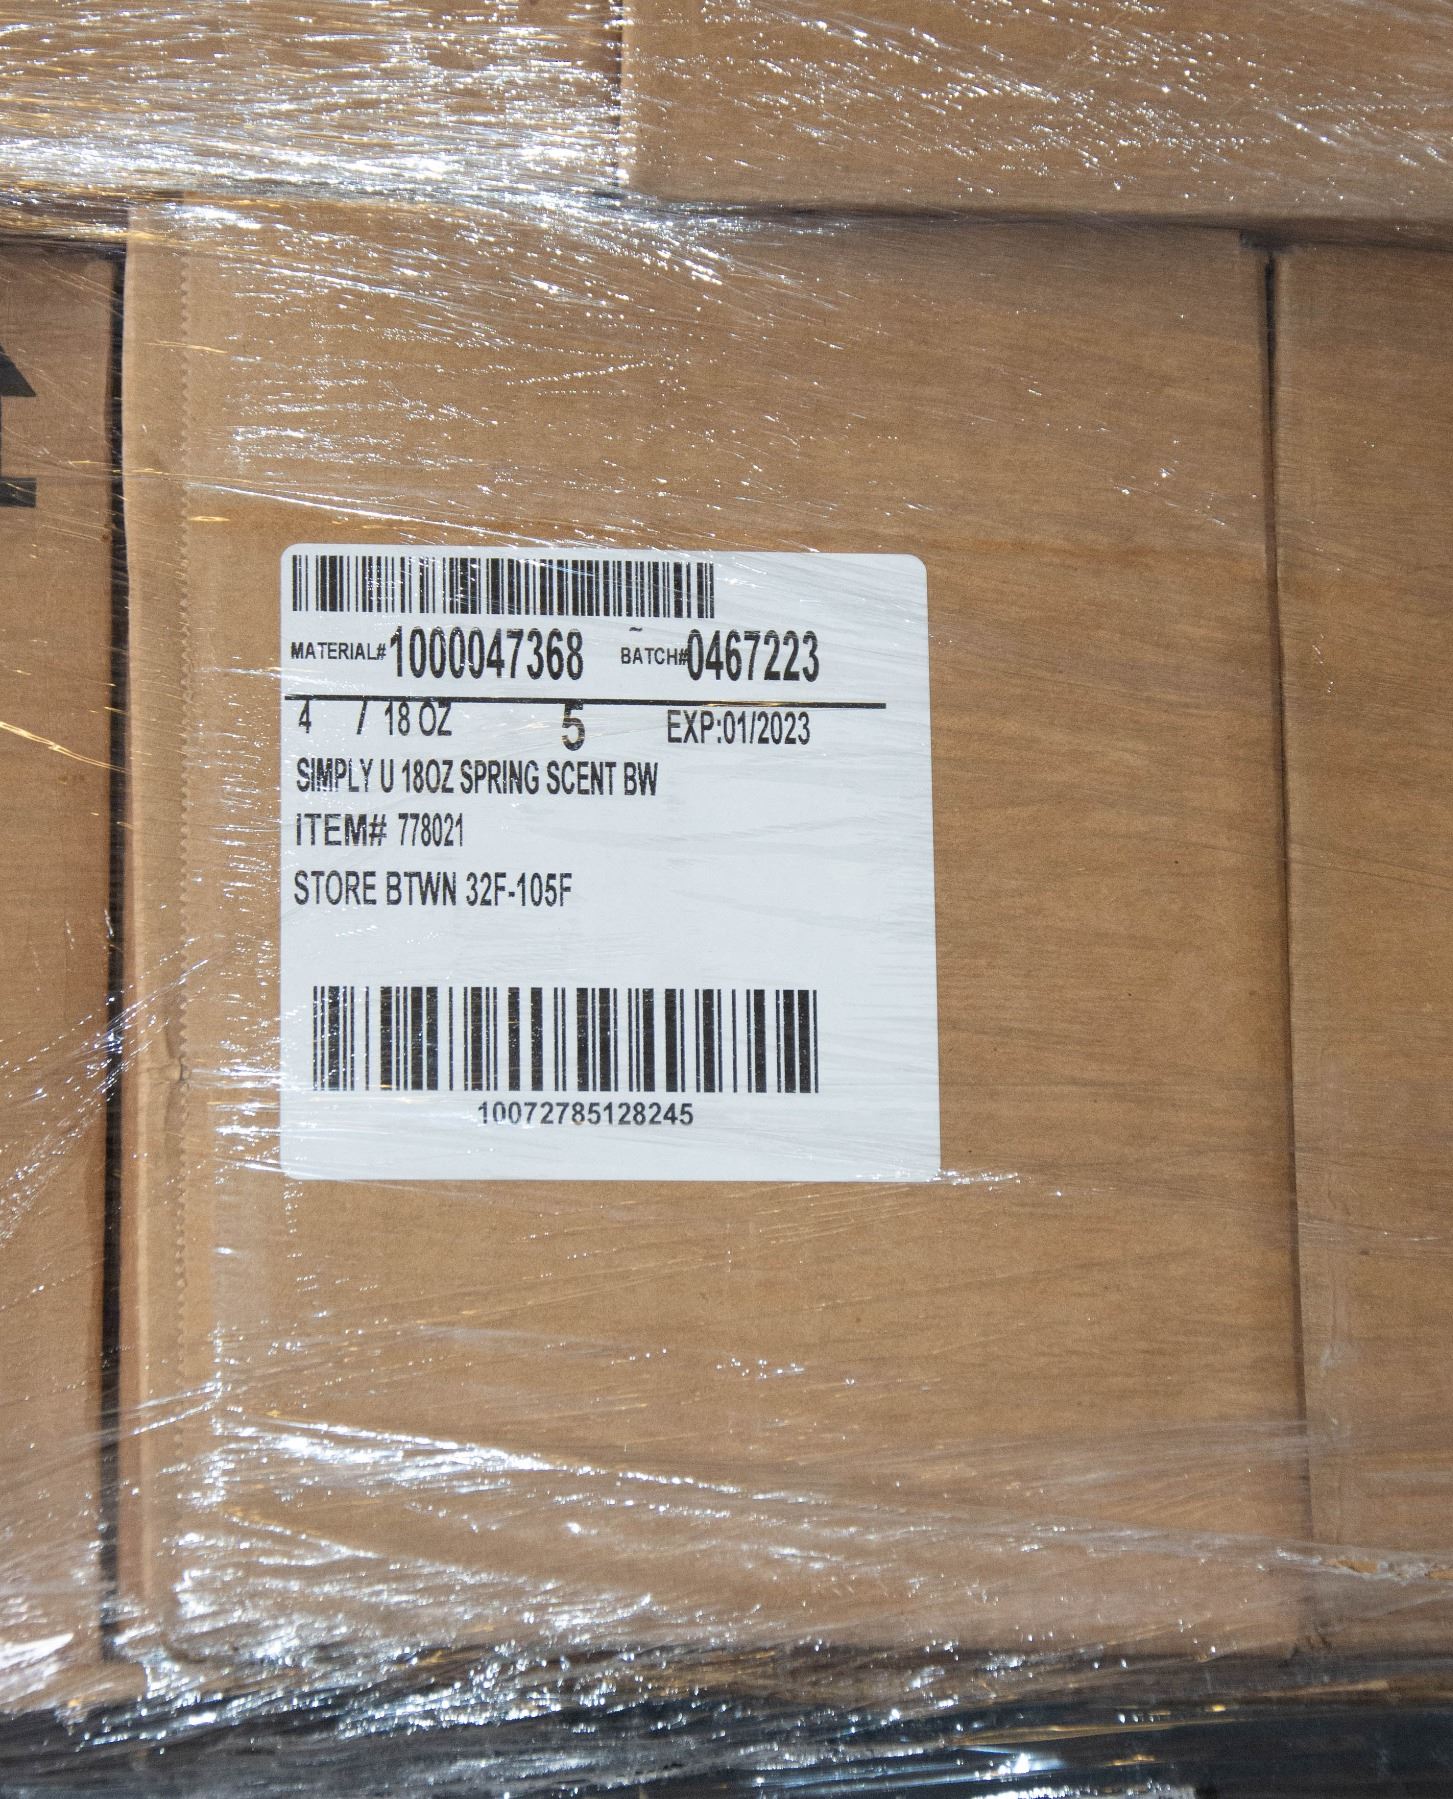 MATERIAL# 1000047368 BATCH# 0467223
4 / 18 OZ 5 EXP:01/2023
SIMPLY U 18OZ SPRING SCENT BW
ITEM# 778021
STORE BTWN 32F-105F
10072785128245